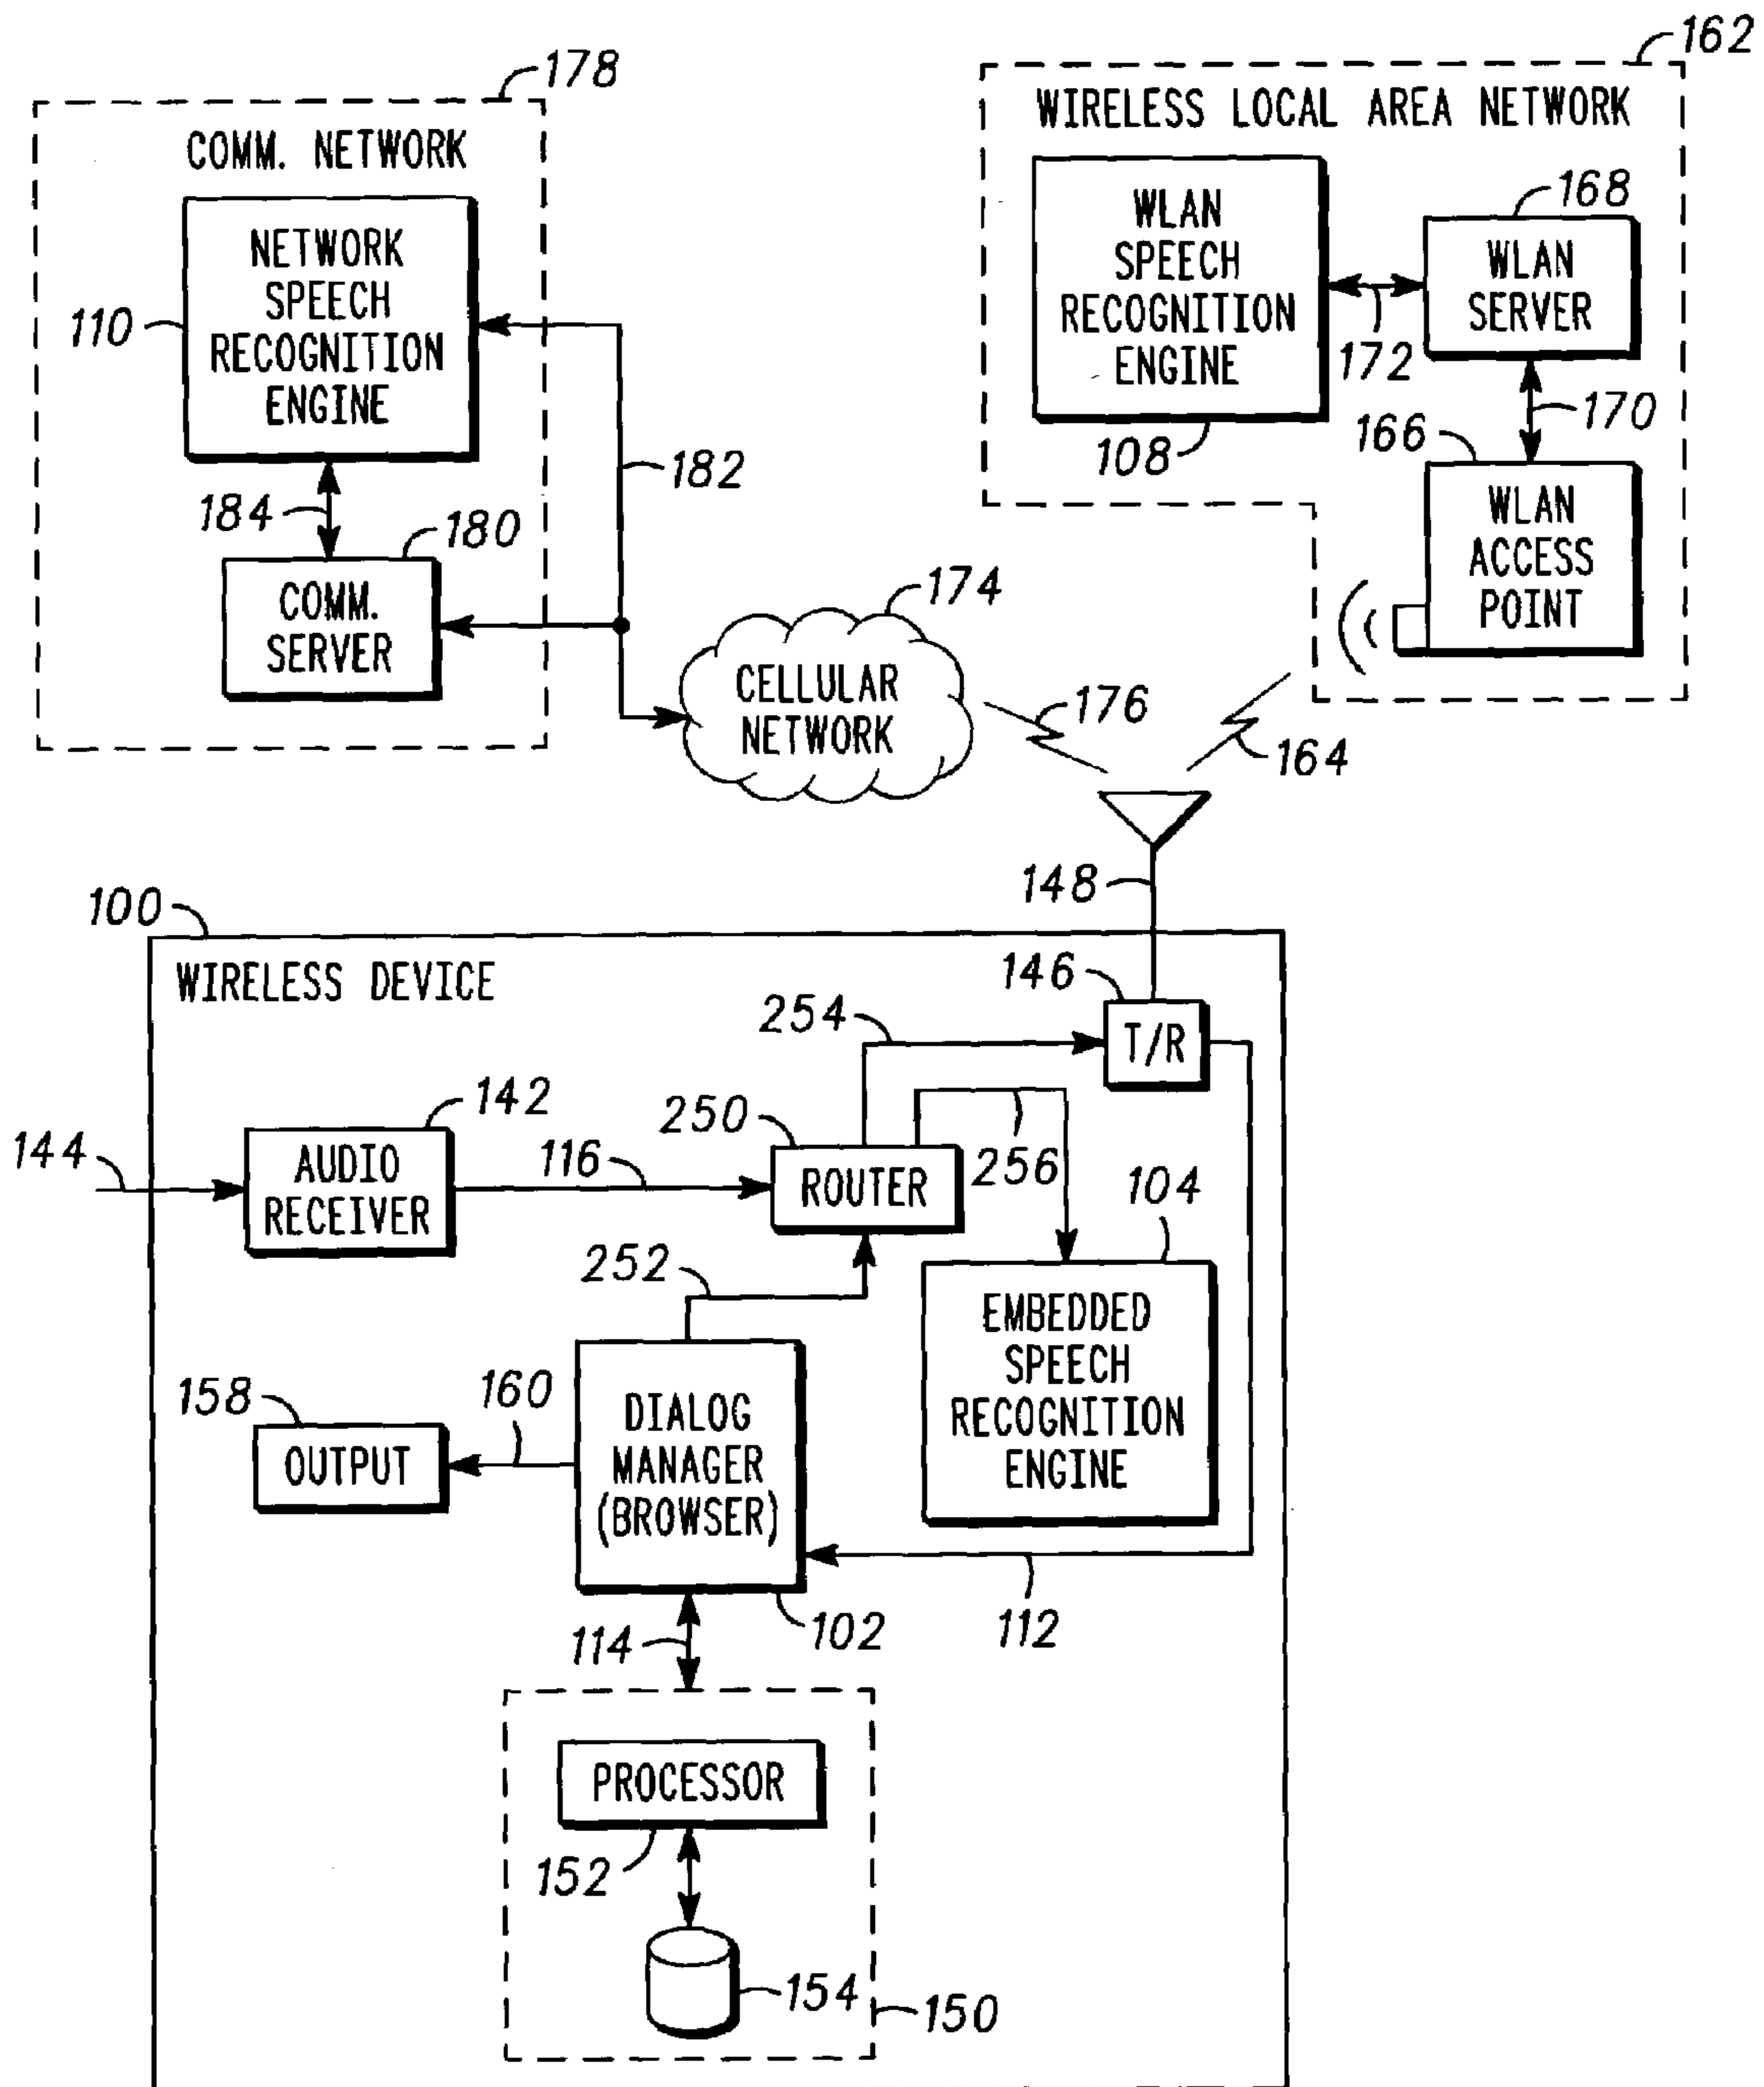 178
COMM. NETWORK
NETWORK
SPEECH
RECOGNITION
ENGINE
110
184
180
COMM.
SERVER
182
162
WIRELESS LOCAL AREA NETWORK
WLAN
SPEECH
RECOGNITION
ENGINE
108
168
WLAN
SERVER
172
170
166
WLAN
ACCESS
POINT
174
CELLULAR
NETWORK
176
164
148
100
WIRELESS DEVICE
146
T/R
254
142
AUDIO
RECEIVER
144
116
250
ROUTER
256
104
EMBEDDED
SPEECH
RECOGNITION
ENGINE
252
158
OUTPUT
160
DIALOG
MANAGER
(BROWSER)
102
112
114
PROCESSOR
152
154
150